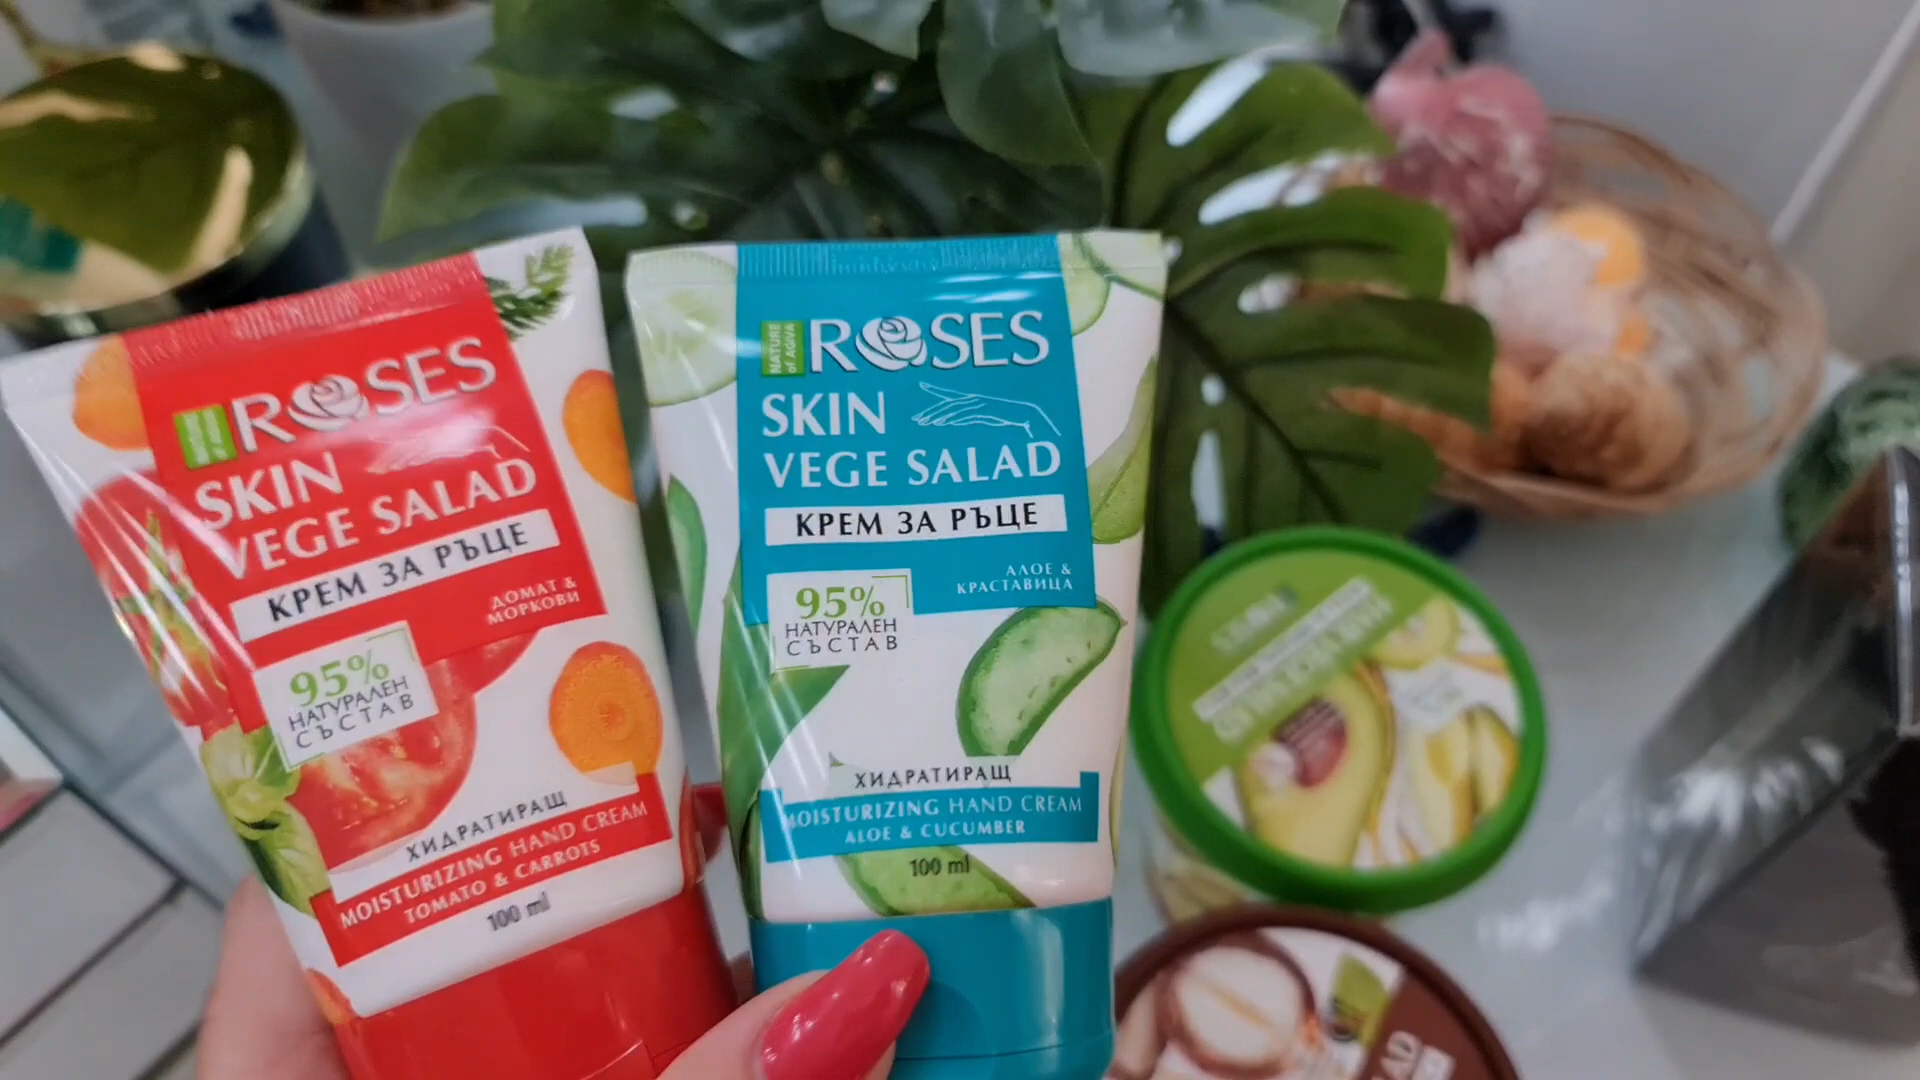 ROSES
SKIN
VEGE SALAD
КРЕМ ЗА РЪЦЕ
ДОМАТ &
МОРКОВИ
95%
НАТУРАЛЕН
СЪСТАВ
ХИДРАТИРАЩ
MOISTURIZING HAND CREAM
TOMATO & CARROTS
100 ml
NATURE
of AGIVA
ROSES
SKIN
VEGE SALAD
КРЕМ ЗА РЪЦЕ
АЛОЕ &
КРАСТАВИЦА
95%
НАТУРАЛЕН
СЪСТАВ
ХИДРАТИРАЩ
MOISTURIZING HAND CREAM
ALOE & CUCUMBER
100 ml